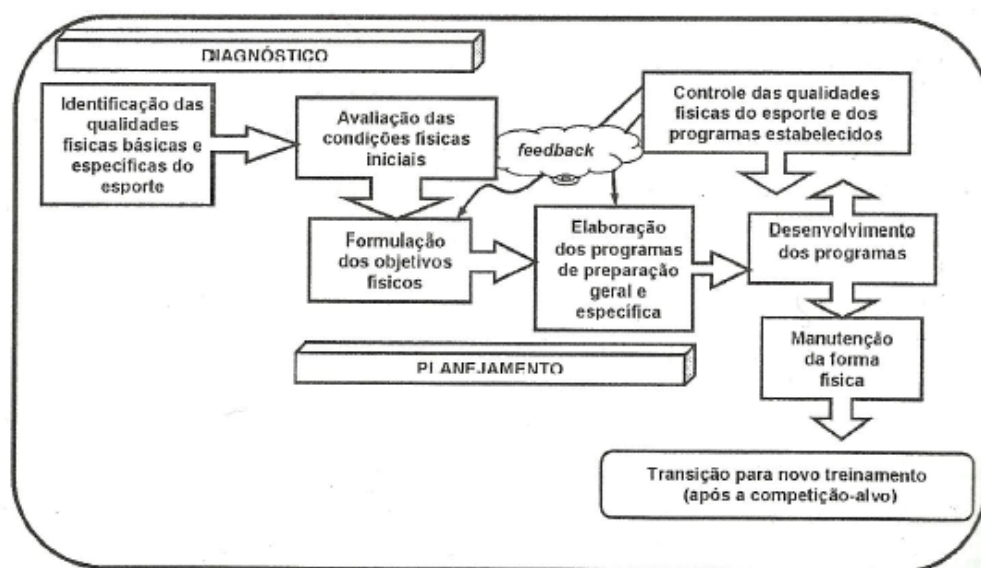 DIAGNÓSTICO
Identificação das
qualidades
físicas básicas e
específicas do
esporte
Avaliação das
condições físicas
iniciais
feedback
Controle das qualidades
físicas do esporte e dos
programas estabelecidos
Formulação
dos objetivos
físicos
Elaboração
dos programas
de preparação
geral e
específica
Desenvolvimento
dos programas
PLANEJAMENTO
Manutenção
da forma
física
Transição para novo treinamento
(após a competição-alvo)